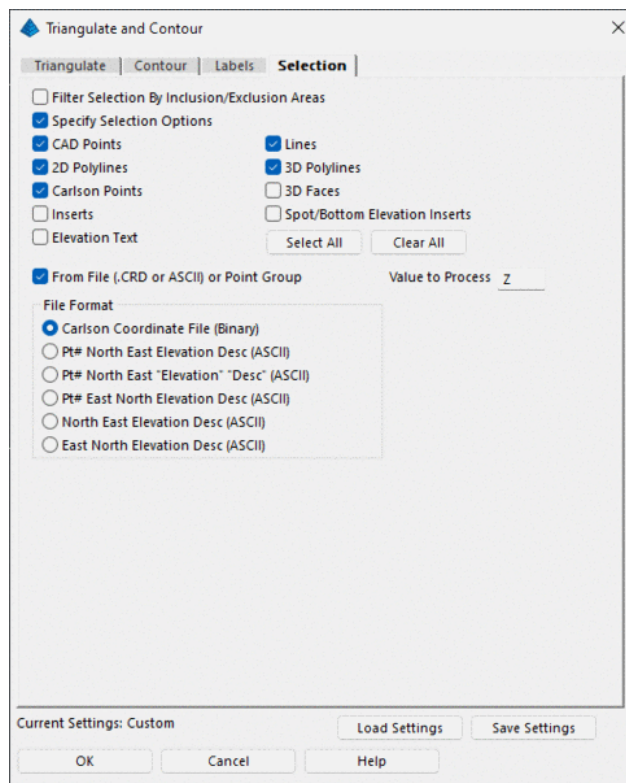 Triangulate and Contour
Triangulate Contour Labels Selection
Filter Selection By Inclusion/Exclusion Areas
Specify Selection Options
CAD Points Lines
2D Polylines 3D Polylines
Carlson Points 3D Faces
Inserts Spot/Bottom Elevation Inserts
Elevation Text Select All Clear All
From File (.CRD or ASCII) or Point Group Value to Process Z
File Format
Carlson Coordinate File (Binary)
Pt# North East Elevation Desc (ASCII)
Pt# North East "Elevation" "Desc" (ASCII)
Pt# East North Elevation Desc (ASCII)
North East Elevation Desc (ASCII)
East North Elevation Desc (ASCII)
Current Settings: Custom Load Settings Save Settings
OK Cancel Help